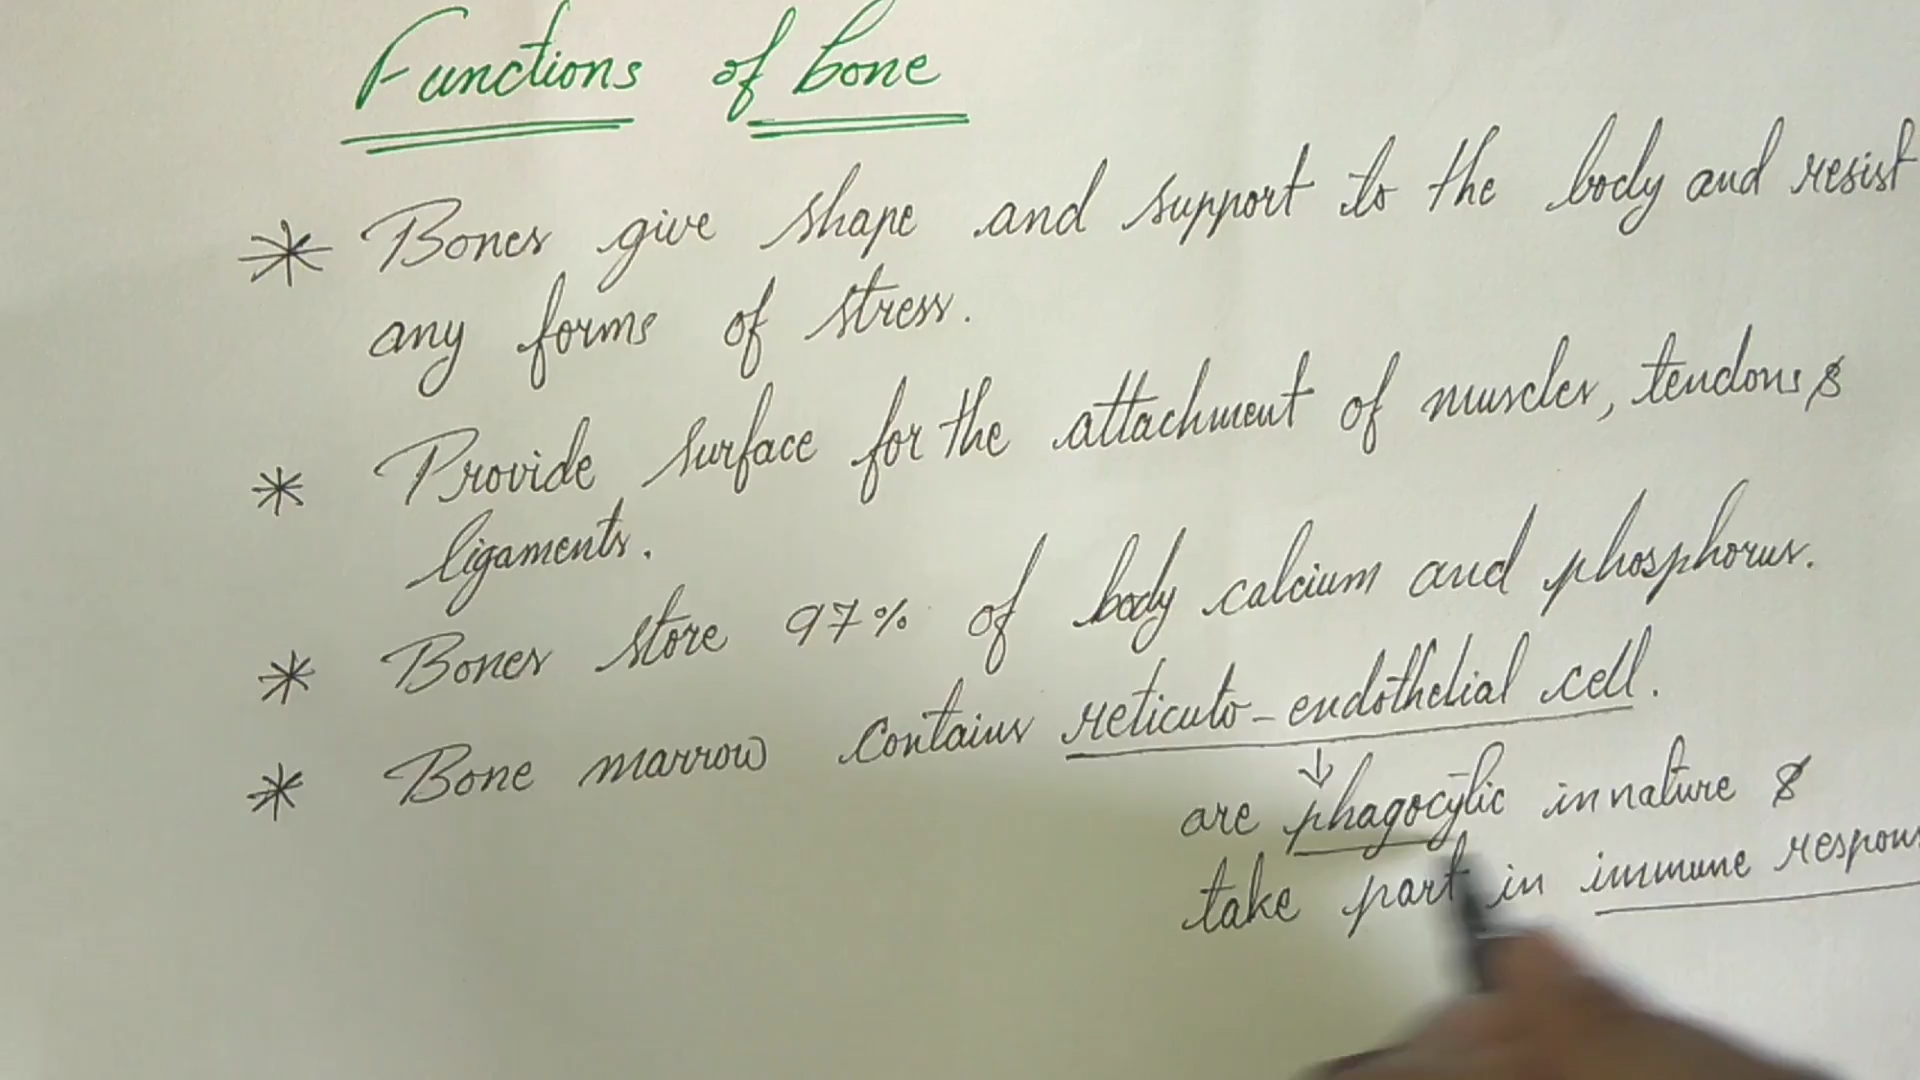 Functions of bone
* Bones give shape and support to the body and resist
any forms of stress.
* Provide surface for the attachment of muscles, tendons &
ligaments.
* Bones store 97% of body calcium and phosphorus.
* Bone marrow contains reticulo-endothelial cell.
↓
are phagocytic in nature &
take part in immune respons